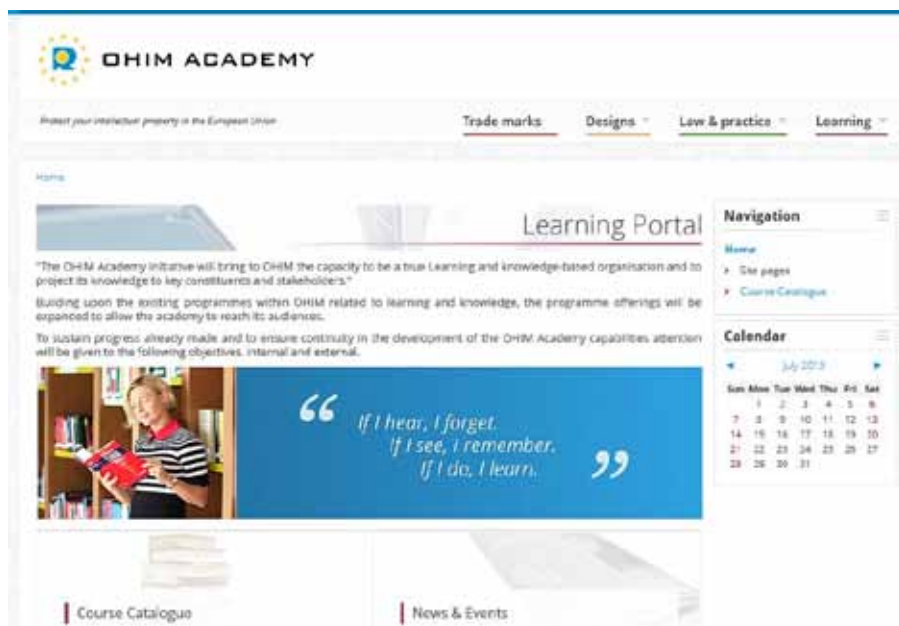 OHIM ACADEMY
Protect your intellectual property in the European Union
Trade marks
Designs
Law & practice
Learning
Home
Learning Portal
"The OHIM Academy initiative will bring to OHIM the capacity to be a true Learning and knowledge-based organisation and to
project its knowledge to key constituents and stakeholders."
Building upon the existing programmes within OHIM related to learning and knowledge, the programme offerings will be
expanded to allow the academy to reach its audiences.
To sustain progress already made and to ensure continuity in the development of the OHIM Academy capabilities attention
will be given to the following objectives, internal and external.
“ If I hear, I forget.
If I see, I remember.
If I do, I learn. ”
Course Catalogue
News & Events
Navigation
Home
Site pages
Course Catalogue
Calendar
July 2013
Sun Mon Tue Wed Thu Fri Sat
1 2 3 4 5 6
7 8 9 10 11 12 13
14 15 16 17 18 19 20
21 22 23 24 25 26 27
28 29 30 31